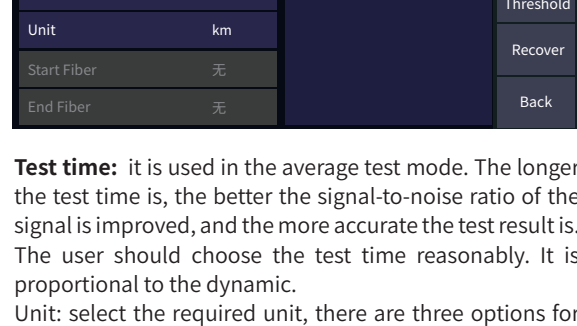 Threshold
Unit km
Recover
Start Fiber 无
End Fiber 无
Back
Test time: it is used in the average test mode. The longer
the test time is, the better the signal-to-noise ratio of the
signal is improved, and the more accurate the test result is.
The user should choose the test time reasonably. It is
proportional to the dynamic.
Unit: select the required unit, there are three options for